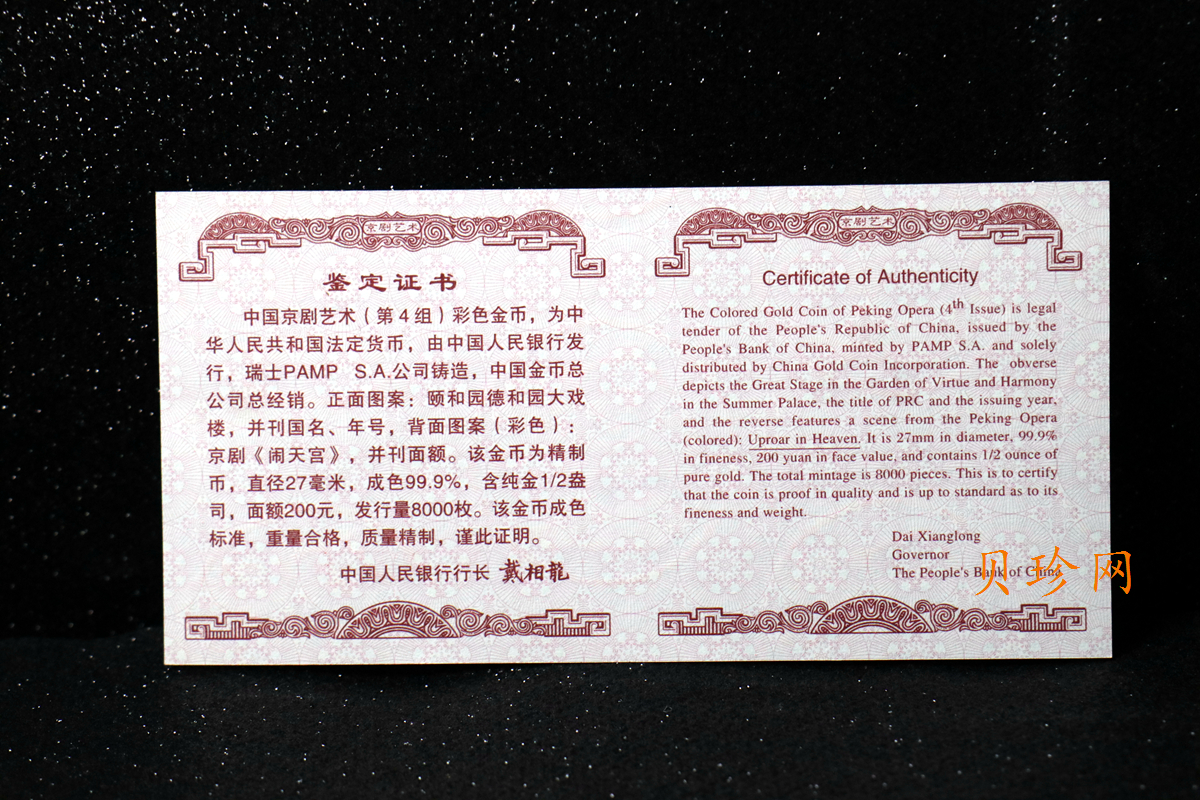 京剧艺术
鉴定证书
中国京剧艺术（第4组）彩色金币，为中
华人民共和国法定货币，由中国人民银行发
行，瑞士PAMP S.A.公司铸造，中国金币总
公司总经销。正面图案：颐和园德和园大戏
楼，并刊国名、年号，背面图案（彩色）：
京剧《闹天宫》，并刊面额。该金币为精制
币，直径27毫米，成色99.9%，含纯金1/2盎
司，面额200元，发行量8000枚。该金币成色
标准，重量合格，质量精制，谨此证明。
中国人民银行行长 戴相龍
京剧艺术
Certificate of Authenticity
The Colored Gold Coin of Peking Opera (4th Issue) is legal
tender of the People's Republic of China, issued by the
People's Bank of China, minted by PAMP S.A. and solely
distributed by China Gold Coin Incorporation. The obverse
depicts the Great Stage in the Garden of Virtue and Harmony
in the Summer Palace, the title of PRC and the issuing year,
and the reverse features a scene from the Peking Opera
(colored): Uproar in Heaven. It is 27mm in diameter, 99.9%
in fineness, 200 yuan in face value, and contains 1/2 ounce of
pure gold. The total mintage is 8000 pieces. This is to certify
that the coin is proof in quality and is up to standard as to its
fineness and weight.
Dai Xianglong
Governor
The People's Bank of China
贝珍网